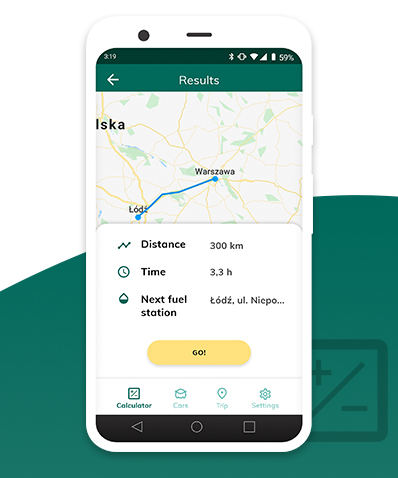 3:19
59%
Results
lska
Warszawa
Łódź
Distance 300 km
Time 3,3 h
Next fuel Łódź, ul. Niepo...
station
GO!
Calculator Cars Trip Settings